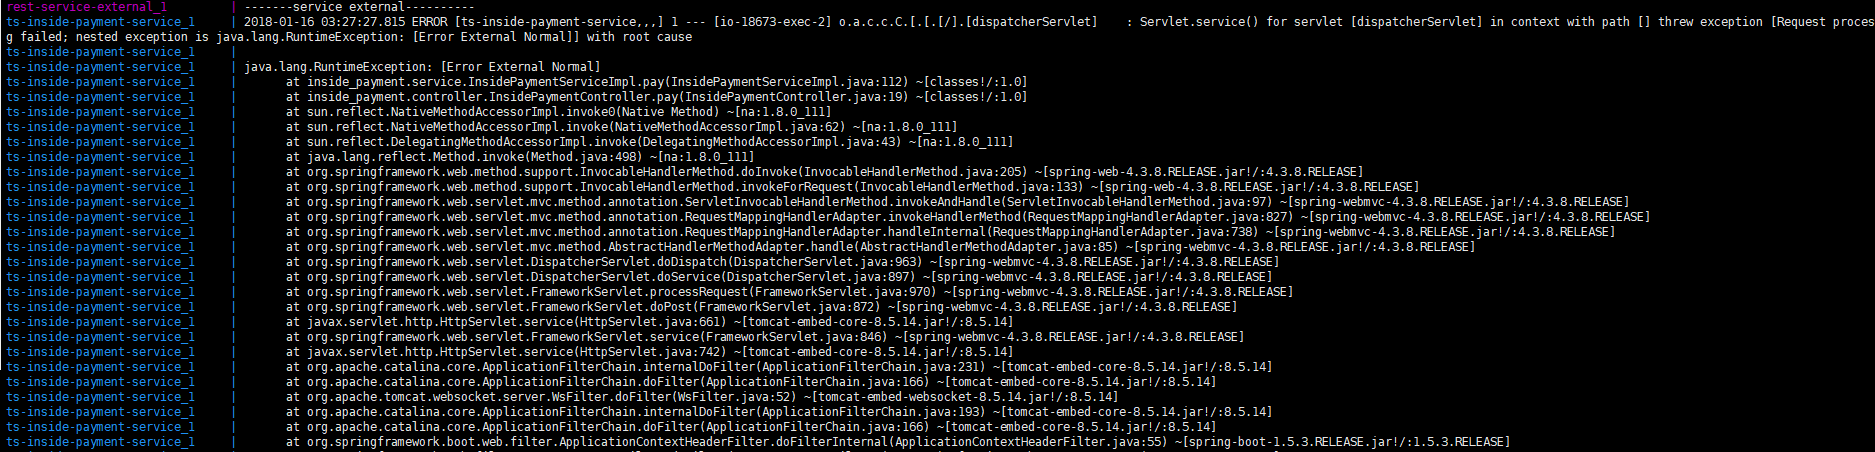 rest-service-external_1 | -------service external----------
ts-inside-payment-service_1 | 2018-01-16 03:27:27.815 ERROR [ts-inside-payment-service,,,] 1 --- [io-18673-exec-2] o.a.c.c.C.[.[.[/].[dispatcherServlet] : Servlet.service() for servlet [dispatcherServlet] in context with path [] threw exception [Request proces
g failed; nested exception is java.lang.RuntimeException: [Error External Normal]] with root cause
ts-inside-payment-service_1 |
ts-inside-payment-service_1 | java.lang.RuntimeException: [Error External Normal]
ts-inside-payment-service_1 | at inside_payment.service.InsidePaymentServiceImpl.pay(InsidePaymentServiceImpl.java:112) ~[classes!/:1.0]
ts-inside-payment-service_1 | at inside_payment.controller.InsidePaymentController.pay(InsidePaymentController.java:19) ~[classes!/:1.0]
ts-inside-payment-service_1 | at sun.reflect.NativeMethodAccessorImpl.invoke0(Native Method) ~[na:1.8.0_111]
ts-inside-payment-service_1 | at sun.reflect.NativeMethodAccessorImpl.invoke(NativeMethodAccessorImpl.java:62) ~[na:1.8.0_111]
ts-inside-payment-service_1 | at sun.reflect.DelegatingMethodAccessorImpl.invoke(DelegatingMethodAccessorImpl.java:43) ~[na:1.8.0_111]
ts-inside-payment-service_1 | at java.lang.reflect.Method.invoke(Method.java:498) ~[na:1.8.0_111]
ts-inside-payment-service_1 | at org.springframework.web.method.support.InvocableHandlerMethod.doInvoke(InvocableHandlerMethod.java:205) ~[spring-web-4.3.8.RELEASE.jar!/:4.3.8.RELEASE]
ts-inside-payment-service_1 | at org.springframework.web.method.support.InvocableHandlerMethod.invokeForRequest(InvocableHandlerMethod.java:133) ~[spring-web-4.3.8.RELEASE.jar!/:4.3.8.RELEASE]
ts-inside-payment-service_1 | at org.springframework.web.servlet.mvc.method.annotation.ServletInvocableHandlerMethod.invokeAndHandle(ServletInvocableHandlerMethod.java:97) ~[spring-webmvc-4.3.8.RELEASE.jar!/:4.3.8.RELEASE]
ts-inside-payment-service_1 | at org.springframework.web.servlet.mvc.method.annotation.RequestMappingHandlerAdapter.invokeHandlerMethod(RequestMappingHandlerAdapter.java:827) ~[spring-webmvc-4.3.8.RELEASE.jar!/:4.3.8.RELEASE]
ts-inside-payment-service_1 | at org.springframework.web.servlet.mvc.method.annotation.RequestMappingHandlerAdapter.handleInternal(RequestMappingHandlerAdapter.java:738) ~[spring-webmvc-4.3.8.RELEASE.jar!/:4.3.8.RELEASE]
ts-inside-payment-service_1 | at org.springframework.web.servlet.mvc.method.AbstractHandlerMethodAdapter.handle(AbstractHandlerMethodAdapter.java:85) ~[spring-webmvc-4.3.8.RELEASE.jar!/:4.3.8.RELEASE]
ts-inside-payment-service_1 | at org.springframework.web.servlet.DispatcherServlet.doDispatch(DispatcherServlet.java:963) ~[spring-webmvc-4.3.8.RELEASE.jar!/:4.3.8.RELEASE]
ts-inside-payment-service_1 | at org.springframework.web.servlet.DispatcherServlet.doService(DispatcherServlet.java:897) ~[spring-webmvc-4.3.8.RELEASE.jar!/:4.3.8.RELEASE]
ts-inside-payment-service_1 | at org.springframework.web.servlet.FrameworkServlet.processRequest(FrameworkServlet.java:970) ~[spring-webmvc-4.3.8.RELEASE.jar!/:4.3.8.RELEASE]
ts-inside-payment-service_1 | at org.springframework.web.servlet.FrameworkServlet.doPost(FrameworkServlet.java:872) ~[spring-webmvc-4.3.8.RELEASE.jar!/:4.3.8.RELEASE]
ts-inside-payment-service_1 | at javax.servlet.http.HttpServlet.service(HttpServlet.java:661) ~[tomcat-embed-core-8.5.14.jar!/:8.5.14]
ts-inside-payment-service_1 | at org.springframework.web.servlet.FrameworkServlet.service(FrameworkServlet.java:846) ~[spring-webmvc-4.3.8.RELEASE.jar!/:4.3.8.RELEASE]
ts-inside-payment-service_1 | at javax.servlet.http.HttpServlet.service(HttpServlet.java:742) ~[tomcat-embed-core-8.5.14.jar!/:8.5.14]
ts-inside-payment-service_1 | at org.apache.catalina.core.ApplicationFilterChain.internalDoFilter(ApplicationFilterChain.java:231) ~[tomcat-embed-core-8.5.14.jar!/:8.5.14]
ts-inside-payment-service_1 | at org.apache.catalina.core.ApplicationFilterChain.doFilter(ApplicationFilterChain.java:166) ~[tomcat-embed-core-8.5.14.jar!/:8.5.14]
ts-inside-payment-service_1 | at org.apache.tomcat.websocket.server.WsFilter.doFilter(WsFilter.java:52) ~[tomcat-embed-websocket-8.5.14.jar!/:8.5.14]
ts-inside-payment-service_1 | at org.apache.catalina.core.ApplicationFilterChain.internalDoFilter(ApplicationFilterChain.java:193) ~[tomcat-embed-core-8.5.14.jar!/:8.5.14]
ts-inside-payment-service_1 | at org.apache.catalina.core.ApplicationFilterChain.doFilter(ApplicationFilterChain.java:166) ~[tomcat-embed-core-8.5.14.jar!/:8.5.14]
ts-inside-payment-service_1 | at org.springframework.boot.web.filter.ApplicationContextHeaderFilter.doFilterInternal(ApplicationContextHeaderFilter.java:55) ~[spring-boot-1.5.3.RELEASE.jar!/:1.5.3.RELEASE]